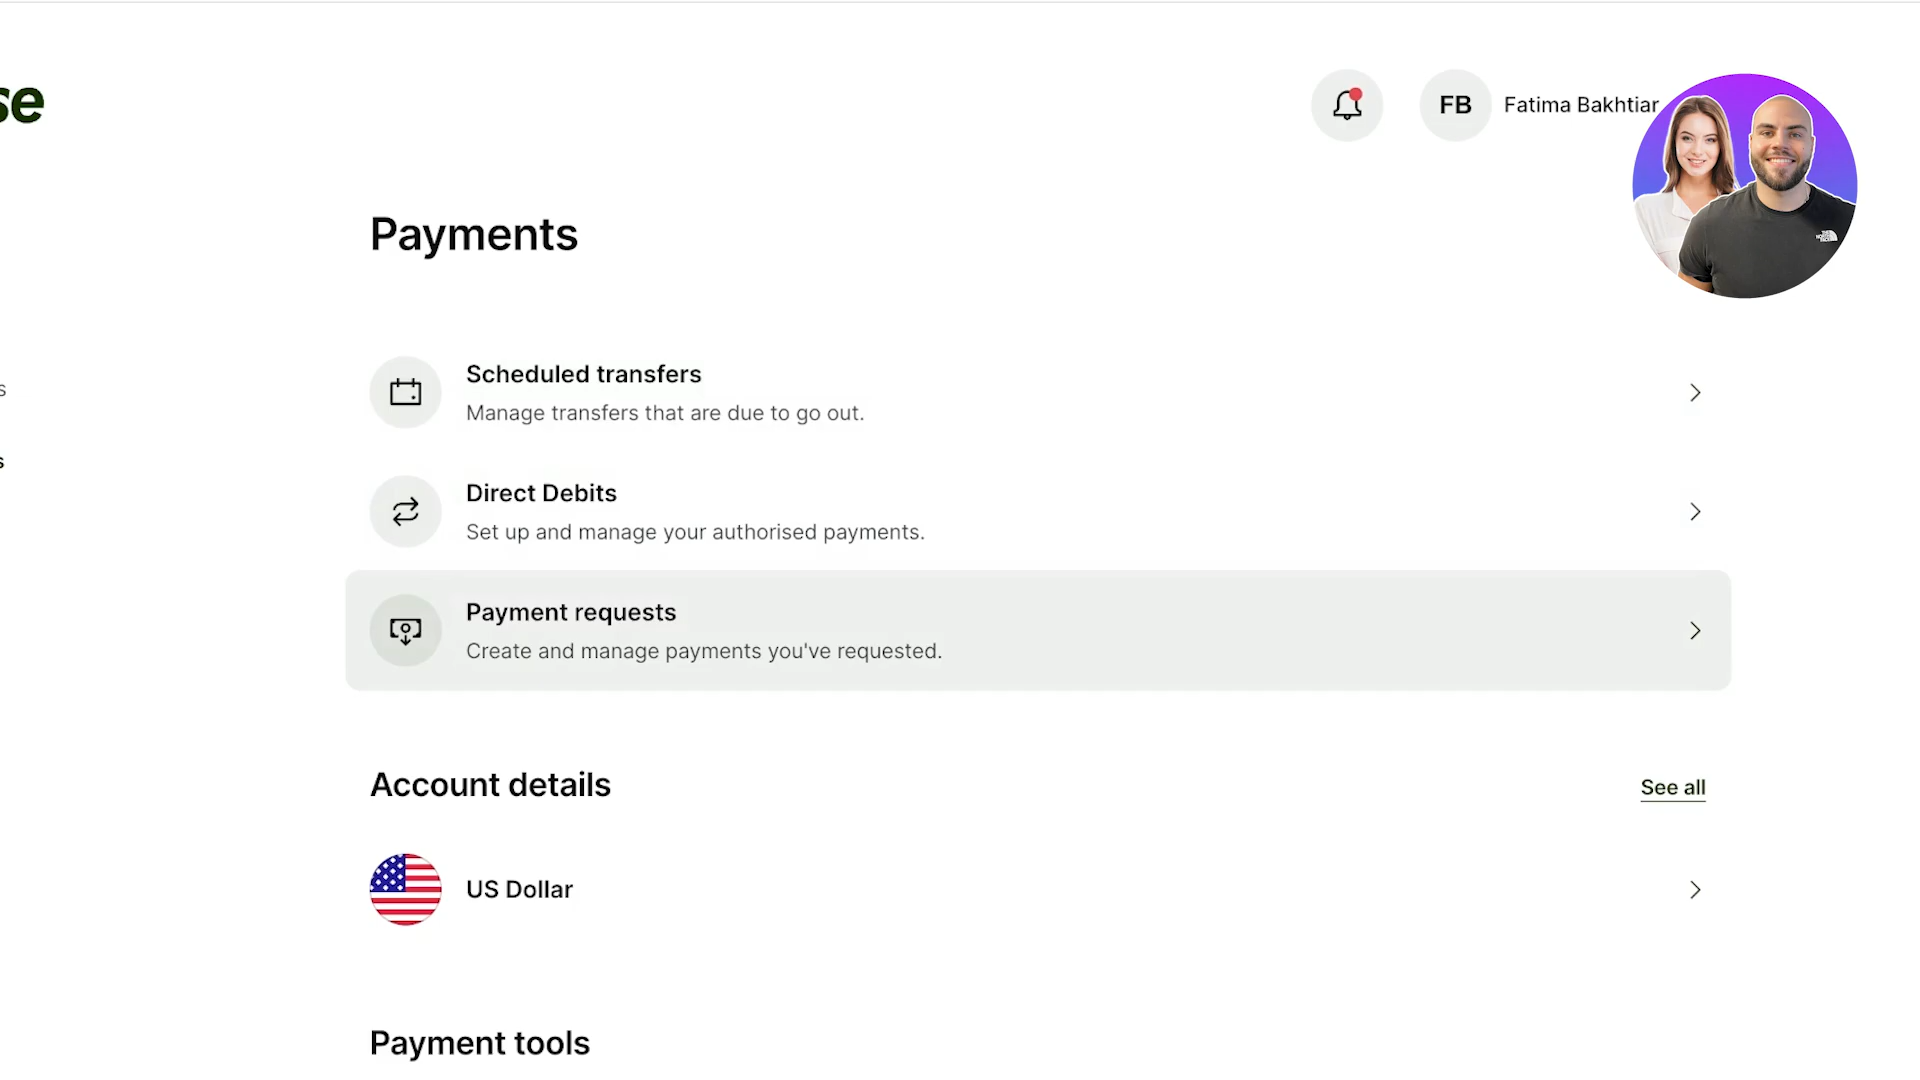 se
FB
Fatima Bakhtiar
Payments
Scheduled transfers
Manage transfers that are due to go out.
s
Direct Debits
s
Set up and manage your authorised payments.
Payment requests
Create and manage payments you've requested.
Account details
See all
US Dollar
Payment tools